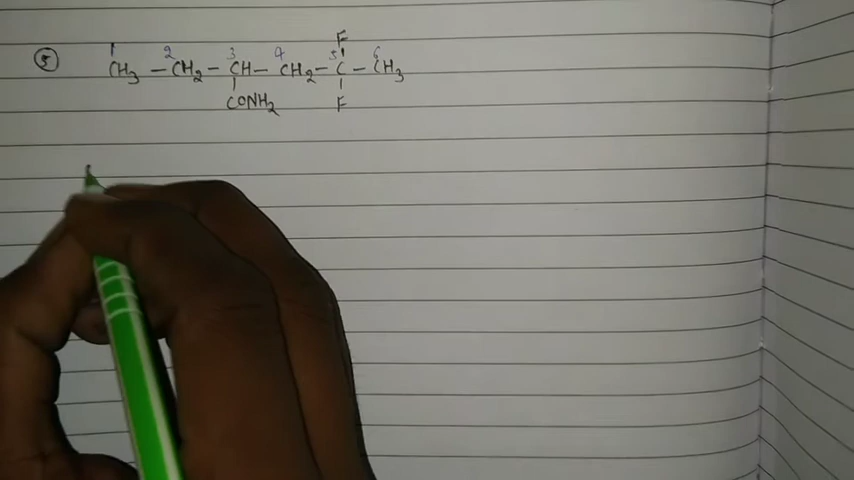 F
1 2 3 4 5 6
⑤ CH₃ — CH₂ — CH — CH₂ — C — CH₃
CONH₂ F